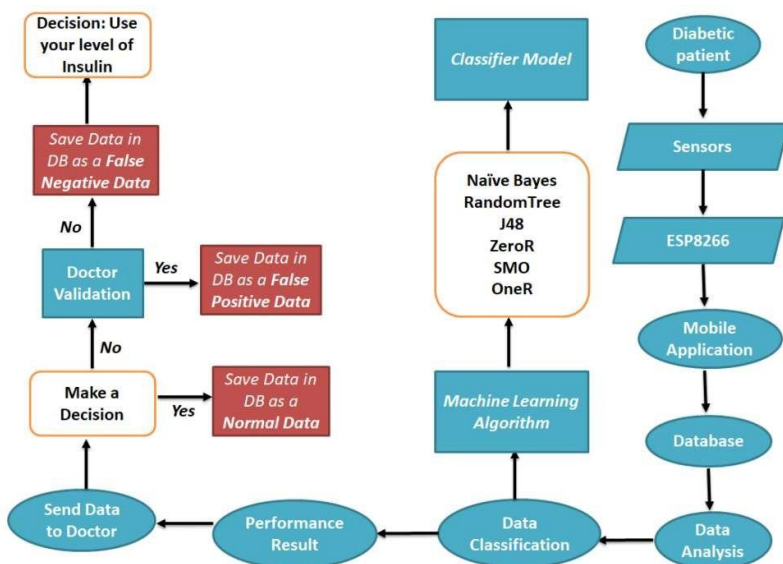 Decision: Use
your level of
Insulin
Save Data in
DB as a False
Negative Data
No
Doctor
Validation
Yes
Save Data in
DB as a False
Positive Data
No
Make a
Decision
Yes
Save Data in
DB as a
Normal Data
Send Data
to Doctor
Performance
Result
Data
Classification
Machine Learning
Algorithm
Naïve Bayes
RandomTree
J48
ZeroR
SMO
OneR
Classifier Model
Diabetic
patient
Sensors
ESP8266
Mobile
Application
Database
Data
Analysis